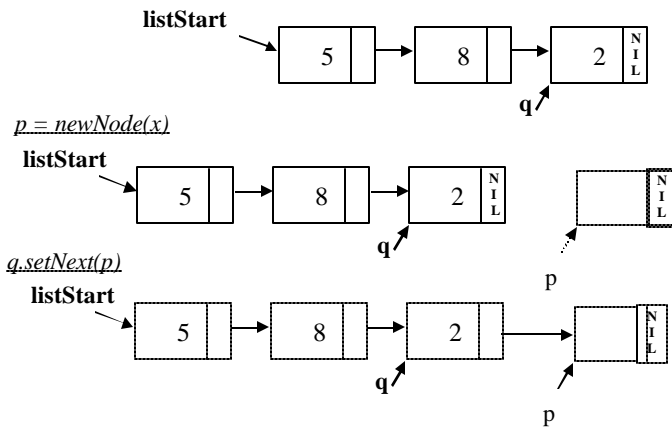 listStart
5 8 2 NIL
q
p = newNode(x)
listStart
5 8 2 NIL NIL
q
p
q.setNext(p)
listStart
5 8 2 NIL
q
p